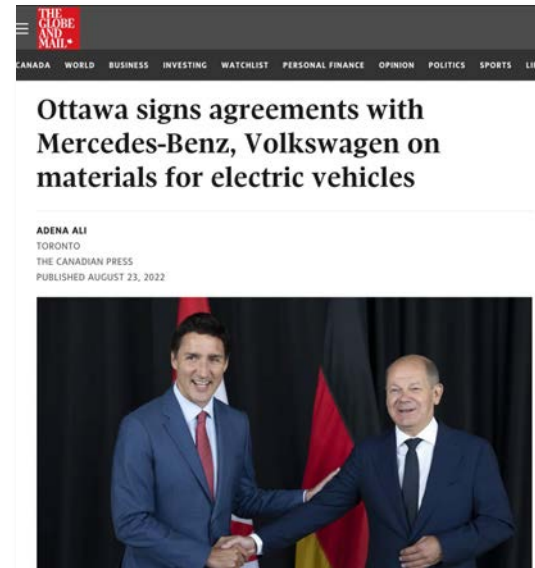 THE
GLOBE
AND
MAIL
CANADA WORLD BUSINESS INVESTING WATCHLIST PERSONAL FINANCE OPINION POLITICS SPORTS
Ottawa signs agreements with
Mercedes-Benz, Volkswagen on
materials for electric vehicles
ADENA ALI
TORONTO
THE CANADIAN PRESS
PUBLISHED AUGUST 23, 2022